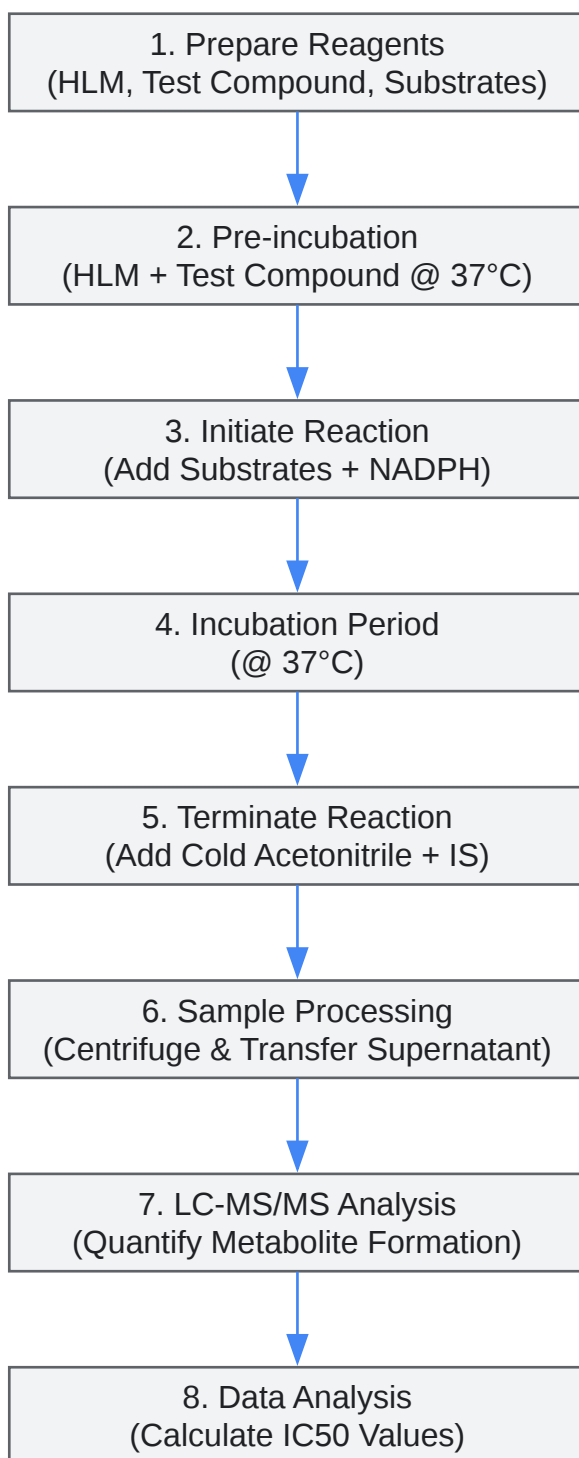 1. Prepare Reagents
(HLM, Test Compound, Substrates)
2. Pre-incubation
(HLM + Test Compound @ 37°C)
3. Initiate Reaction
(Add Substrates + NADPH)
4. Incubation Period
(@ 37°C)
5. Terminate Reaction
(Add Cold Acetonitrile + IS)
6. Sample Processing
(Centrifuge & Transfer Supernatant)
7. LC-MS/MS Analysis
(Quantify Metabolite Formation)
8. Data Analysis
(Calculate IC50 Values)